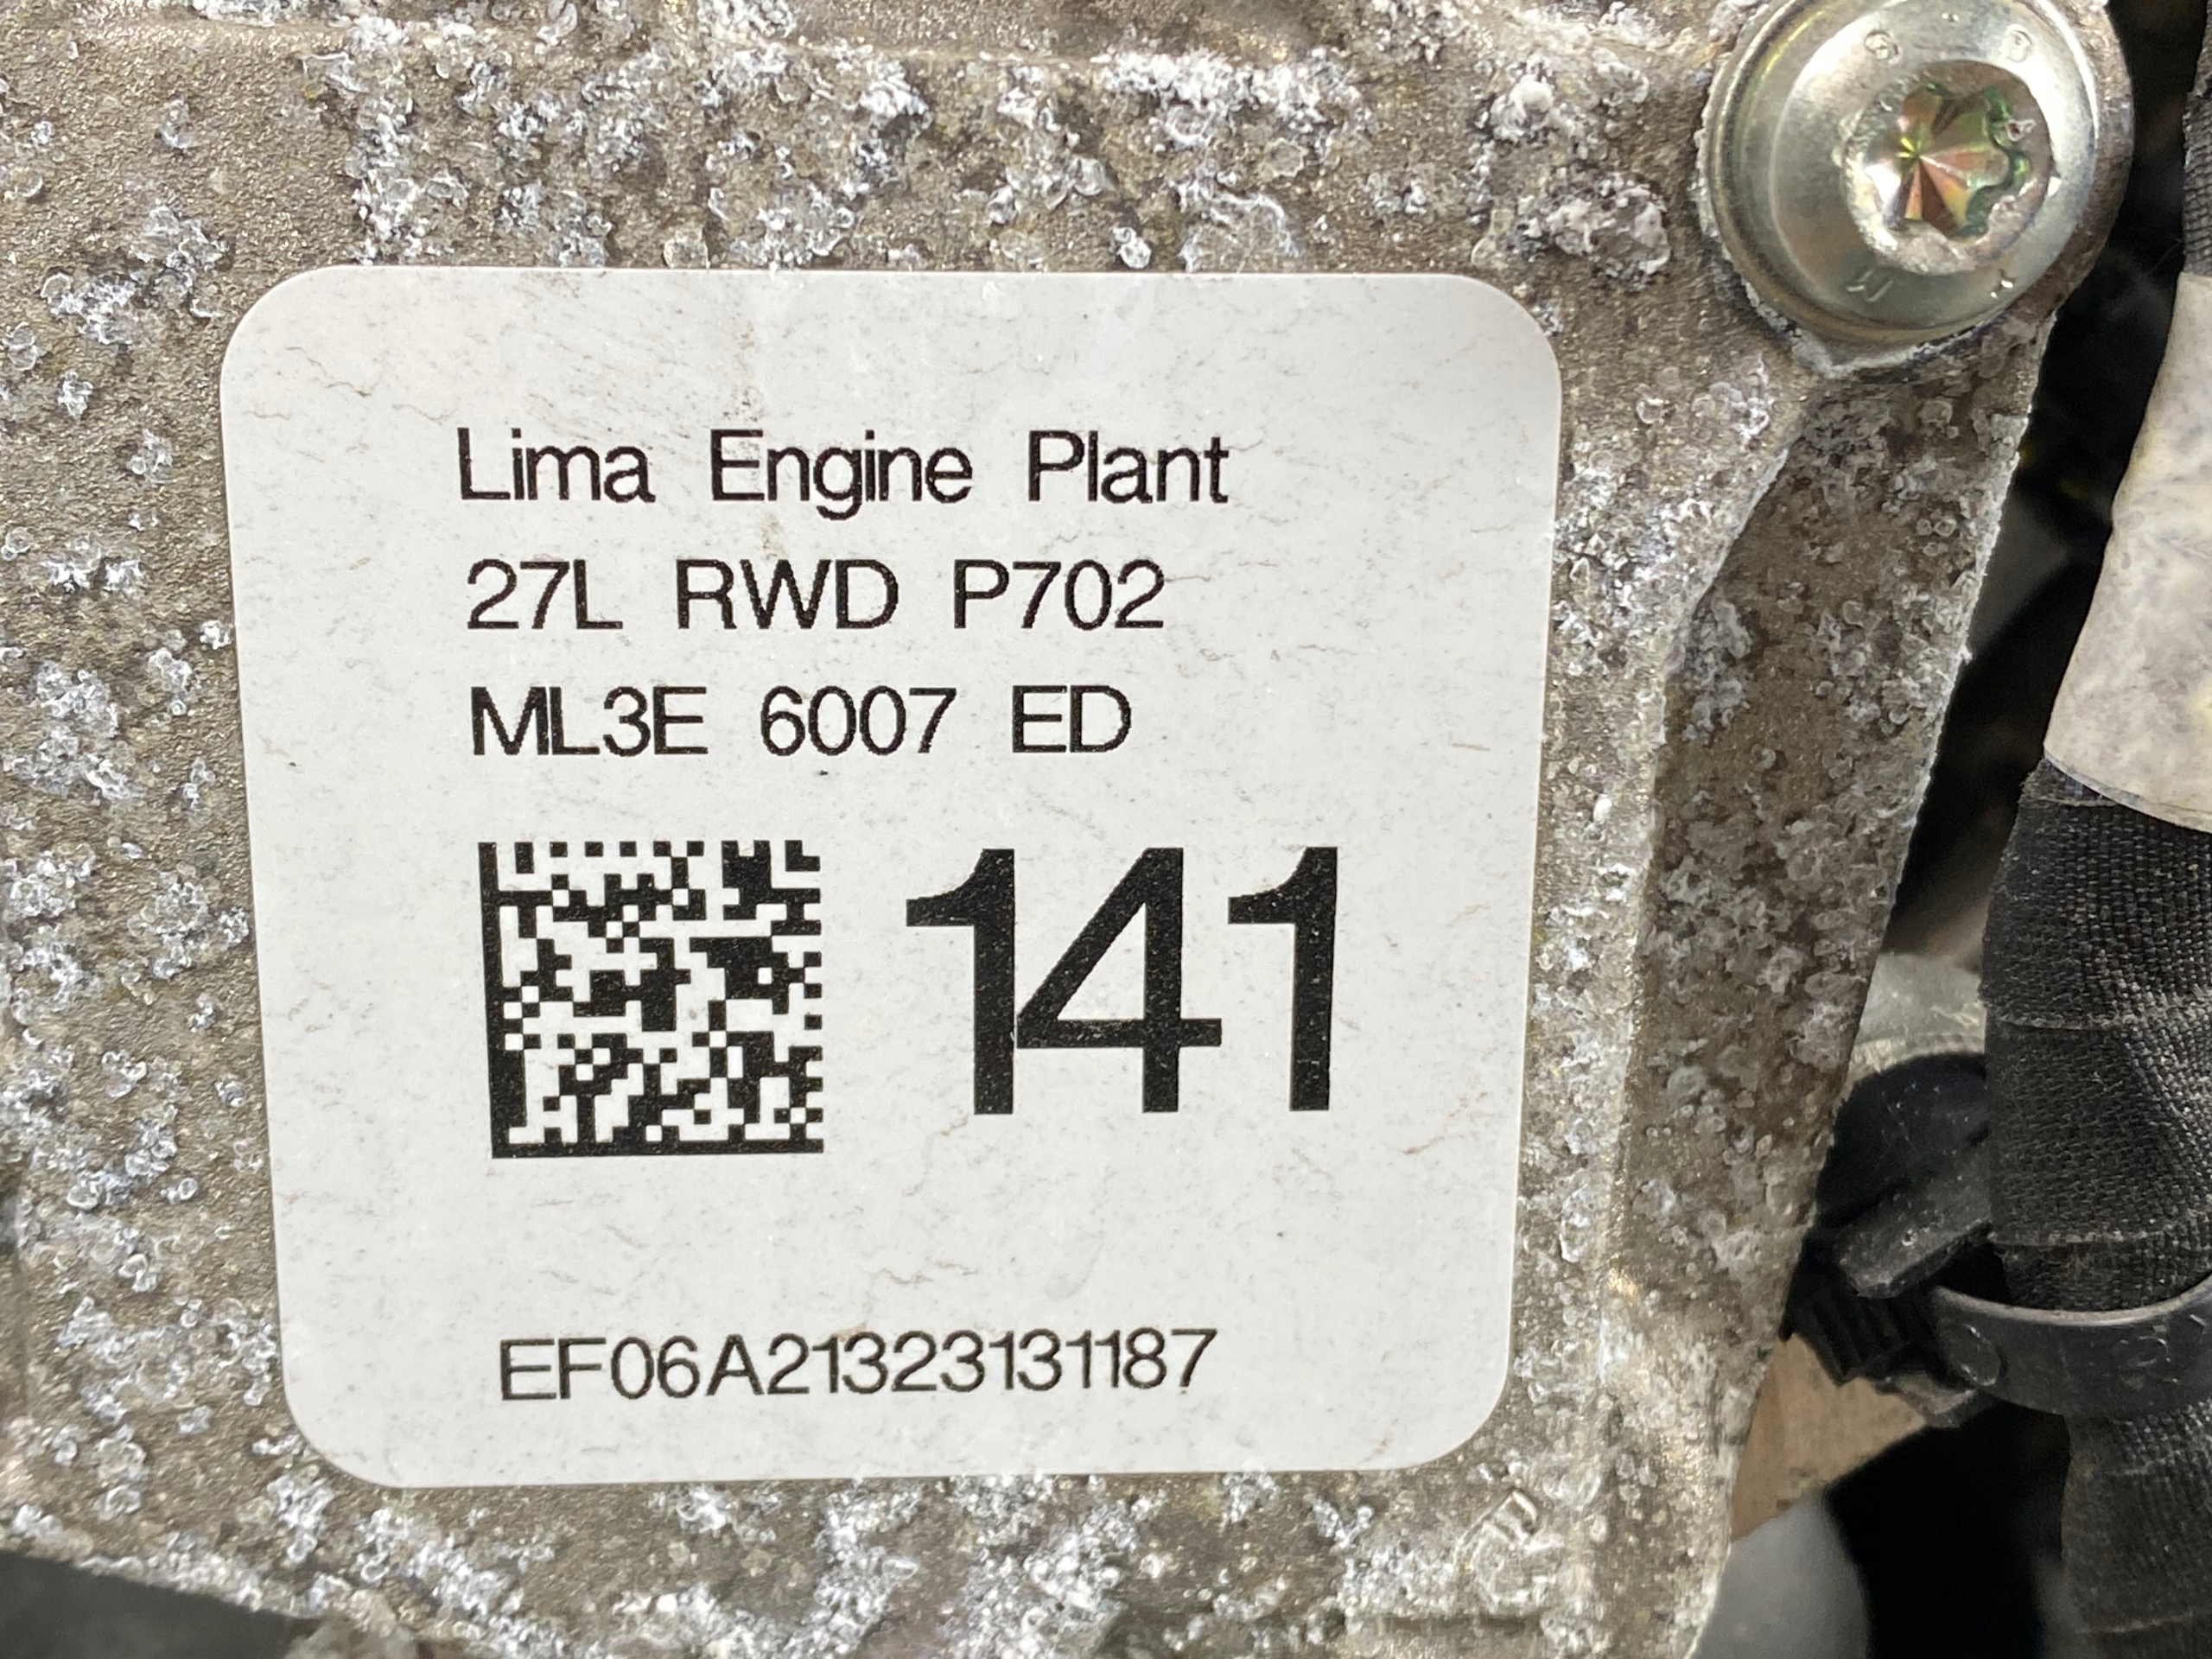 Lima Engine Plant
27L RWD P702
ML3E 6007 ED
141
EF06A21323131187